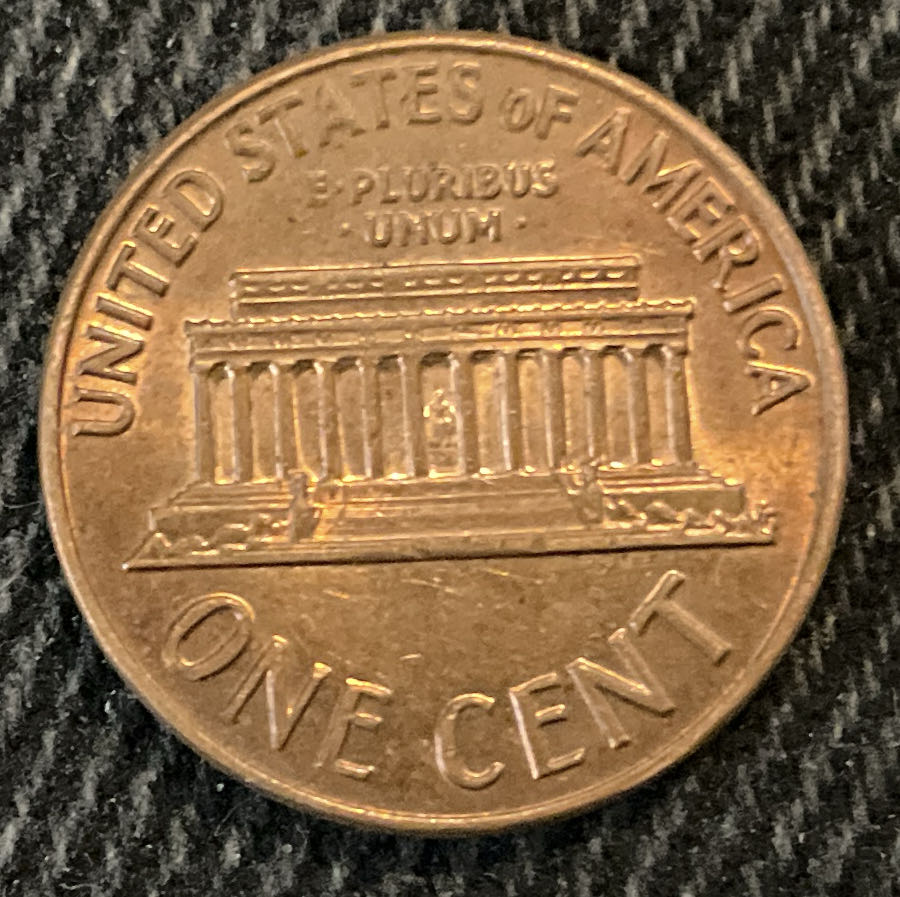 UNITED STATES OF AMERICA
E·PLURIBUS
·UNUM·
ONE CENT